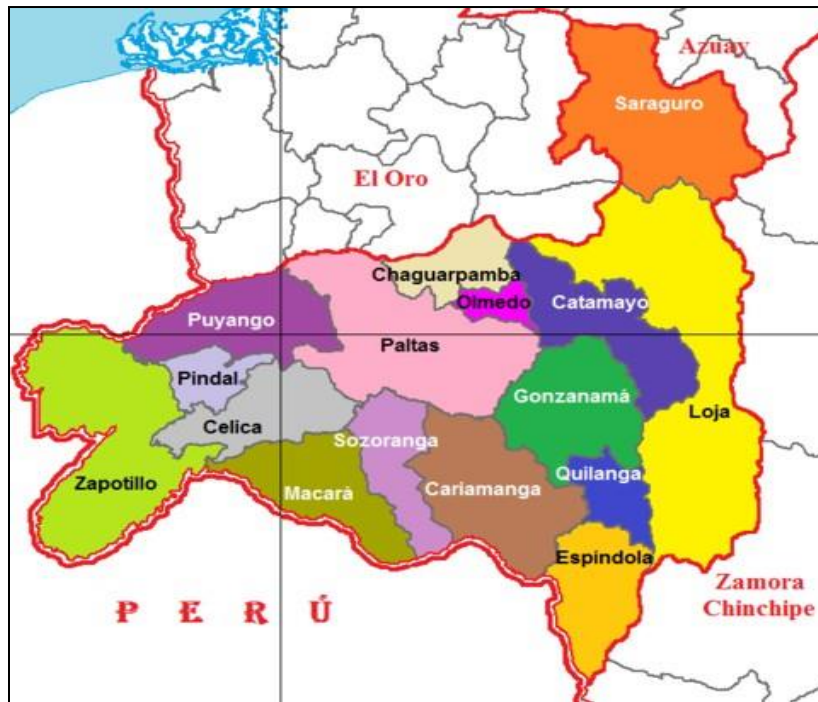 Azuay
Saraguro
El Oro
Chaguarpamba
Olmedo
Catamayo
Puyango
Paltas
Pindal
Gonzanamá
Loja
Celica
Sozoranga
Zapotillo
Macará
Cariamanga
Quilanga
Espíndola
Zamora
Chinchipe
P E R Ú